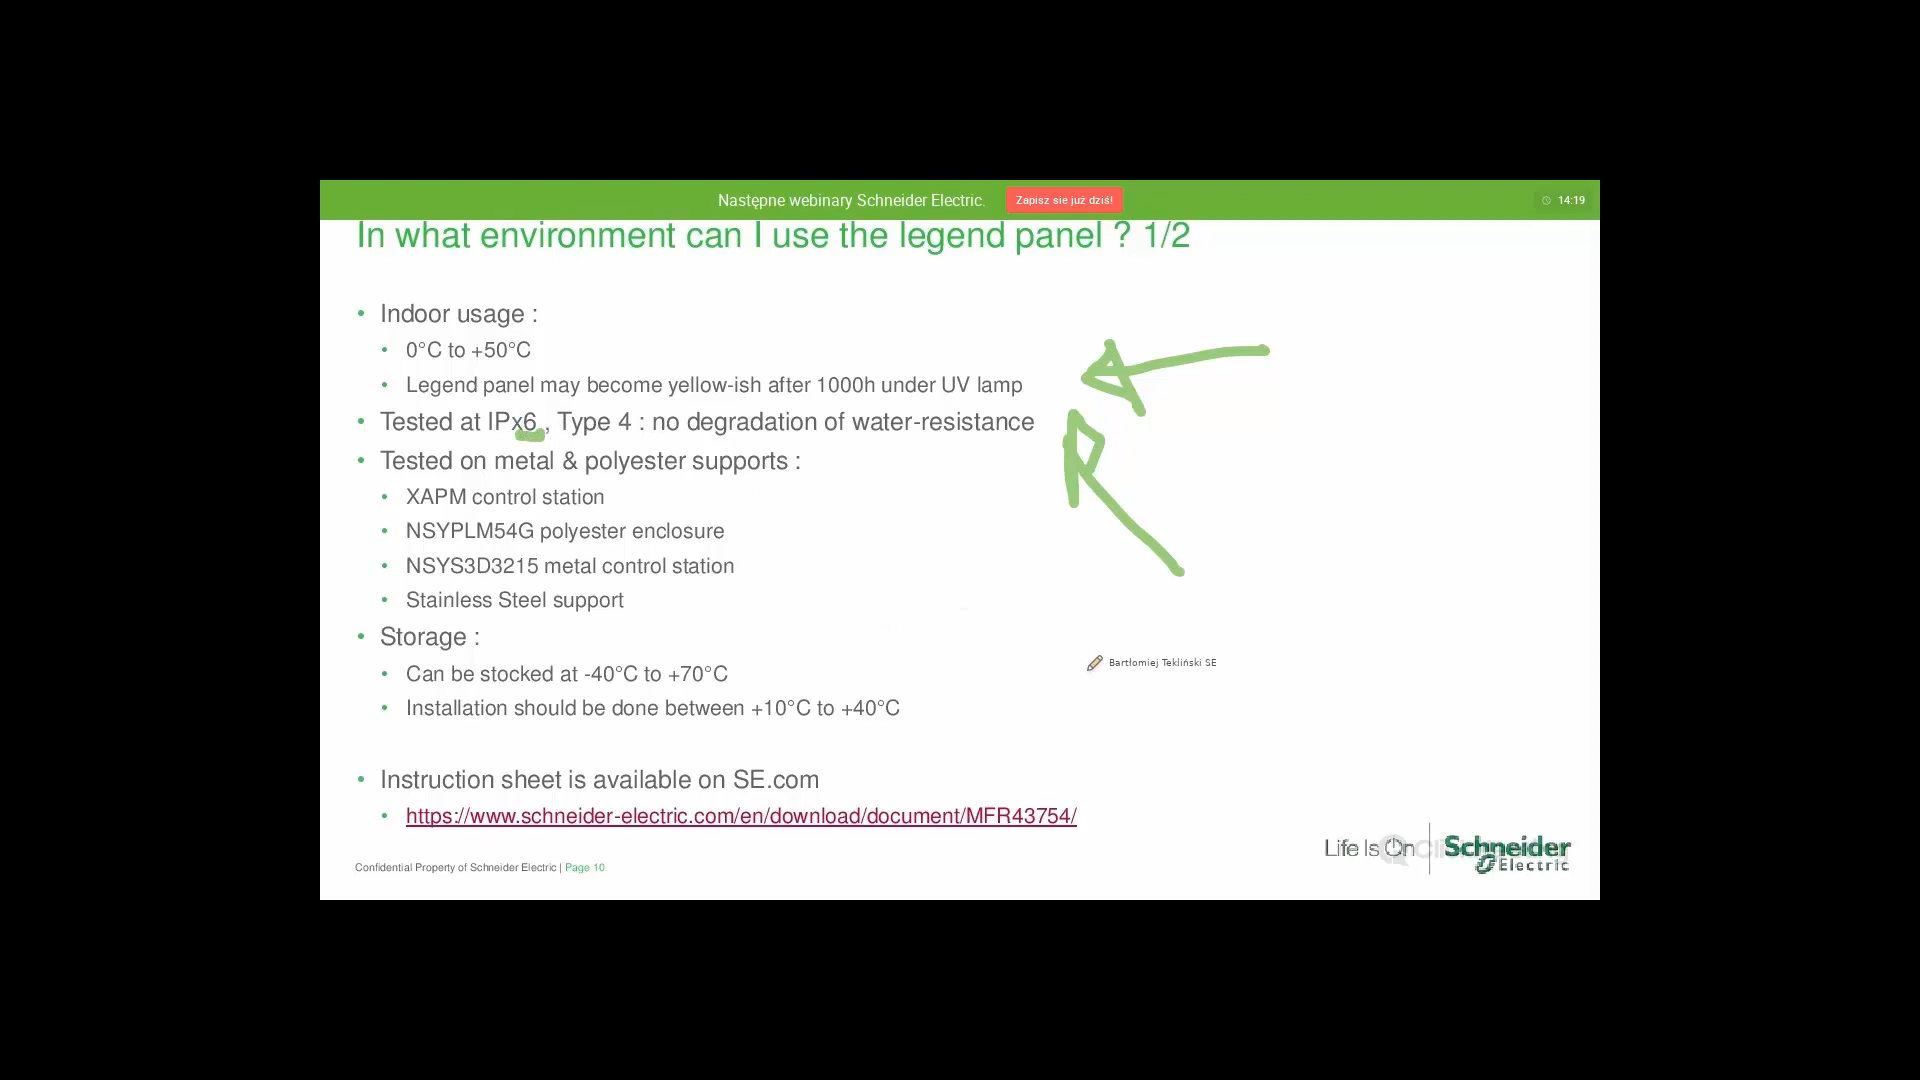 Następne webinary Schneider Electric.
Zapisz sie już dziś!
14:19
In what environment can I use the legend panel ? 1/2
• Indoor usage :
• 0°C to +50°C
• Legend panel may become yellow-ish after 1000h under UV lamp
• Tested at IPx6 , Type 4 : no degradation of water-resistance
• Tested on metal & polyester supports :
• XAPM control station
• NSYPLM54G polyester enclosure
• NSYS3D3215 metal control station
• Stainless Steel support
• Storage :
• Can be stocked at -40°C to +70°C
Bartłomiej Tekliński SE
• Installation should be done between +10°C to +40°C
• Instruction sheet is available on SE.com
• https://www.schneider-electric.com/en/download/document/MFR43754/
Life Is On
Schneider
Electric
Confidential Property of Schneider Electric | Page 10